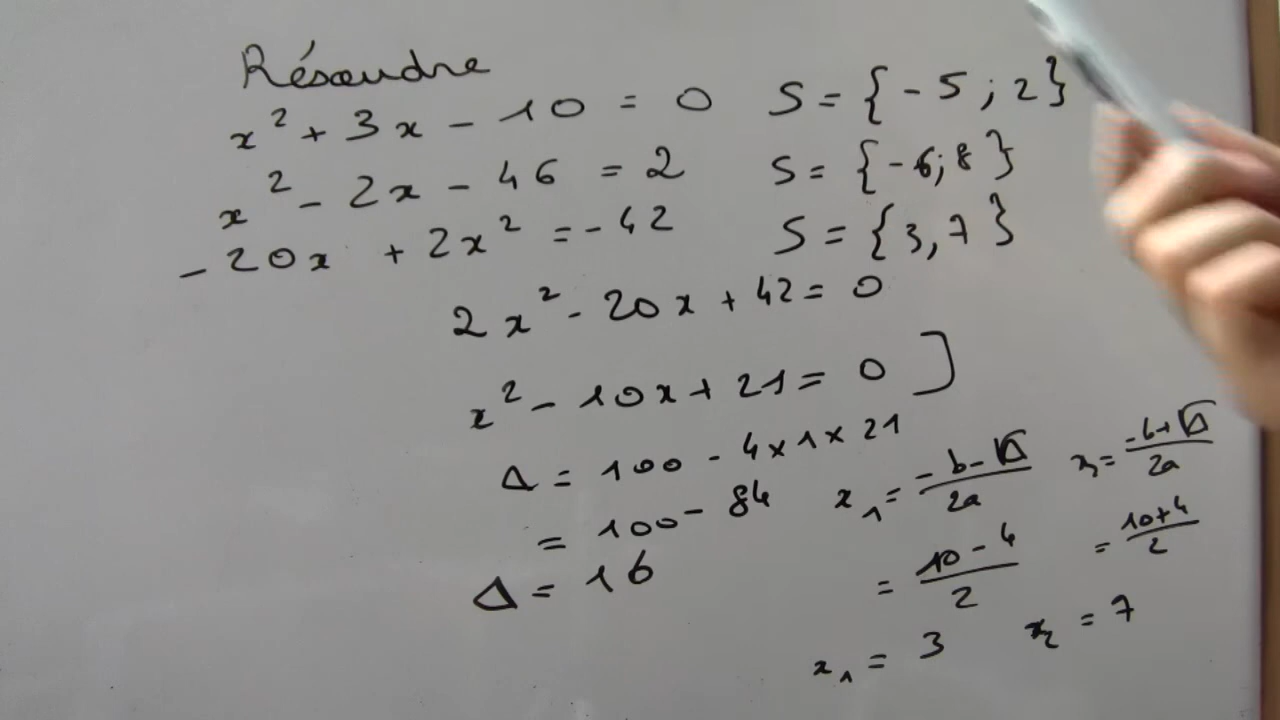 Résoudre
x² + 3x - 10 = 0 S = {-5 ; 2}
x² - 2x - 46 = 2 S = {-6 ; 8}
-20x + 2x² = -42 S = {3, 7}
2x² - 20x + 42 = 0
x² - 10x + 21 = 0 ]
Δ = 100 - 4 × 1 × 21
= 100 - 84
Δ = 16
x₁ = (-b - √Δ)/2a x₂ = (-b + √Δ)/2a
= (10 - 4)/2 = (10 + 4)/2
x₁ = 3 x₂ = 7